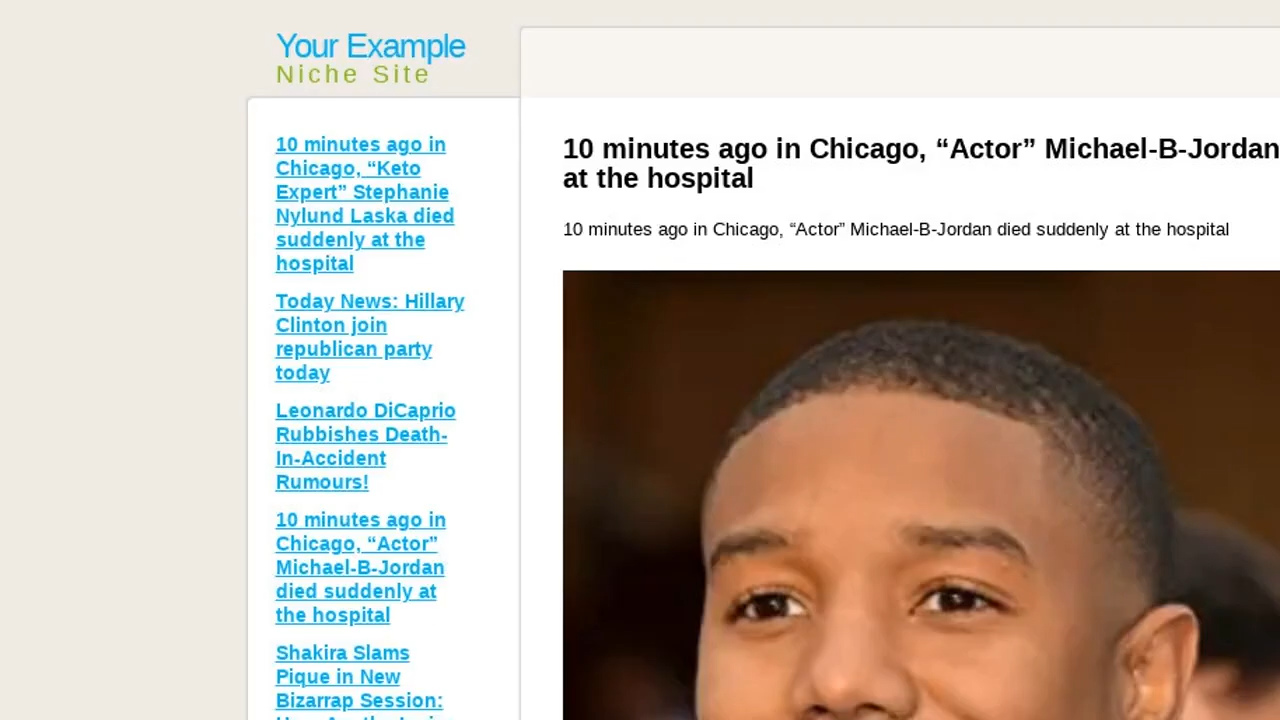 Your Example
Niche Site
10 minutes ago in
Chicago, “Keto
Expert” Stephanie
Nylund Laska died
suddenly at the
hospital
Today News: Hillary
Clinton join
republican party
today
Leonardo DiCaprio
Rubbishes Death-
In-Accident
Rumours!
10 minutes ago in
Chicago, “Actor”
Michael-B-Jordan
died suddenly at
the hospital
Shakira Slams
Pique in New
Bizarrap Session:
10 minutes ago in Chicago, “Actor” Michael-B-Jordan
at the hospital
10 minutes ago in Chicago, “Actor” Michael-B-Jordan died suddenly at the hospital